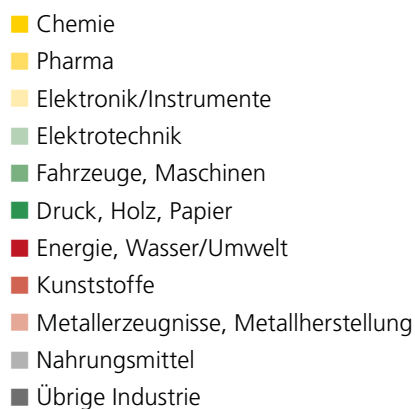 Chemie
Pharma
Elektronik/Instrumente
Elektrotechnik
Fahrzeuge, Maschinen
Druck, Holz, Papier
Energie, Wasser/Umwelt
Kunststoffe
Metallerzeugnisse, Metallherstellung
Nahrungsmittel
Übrige Industrie